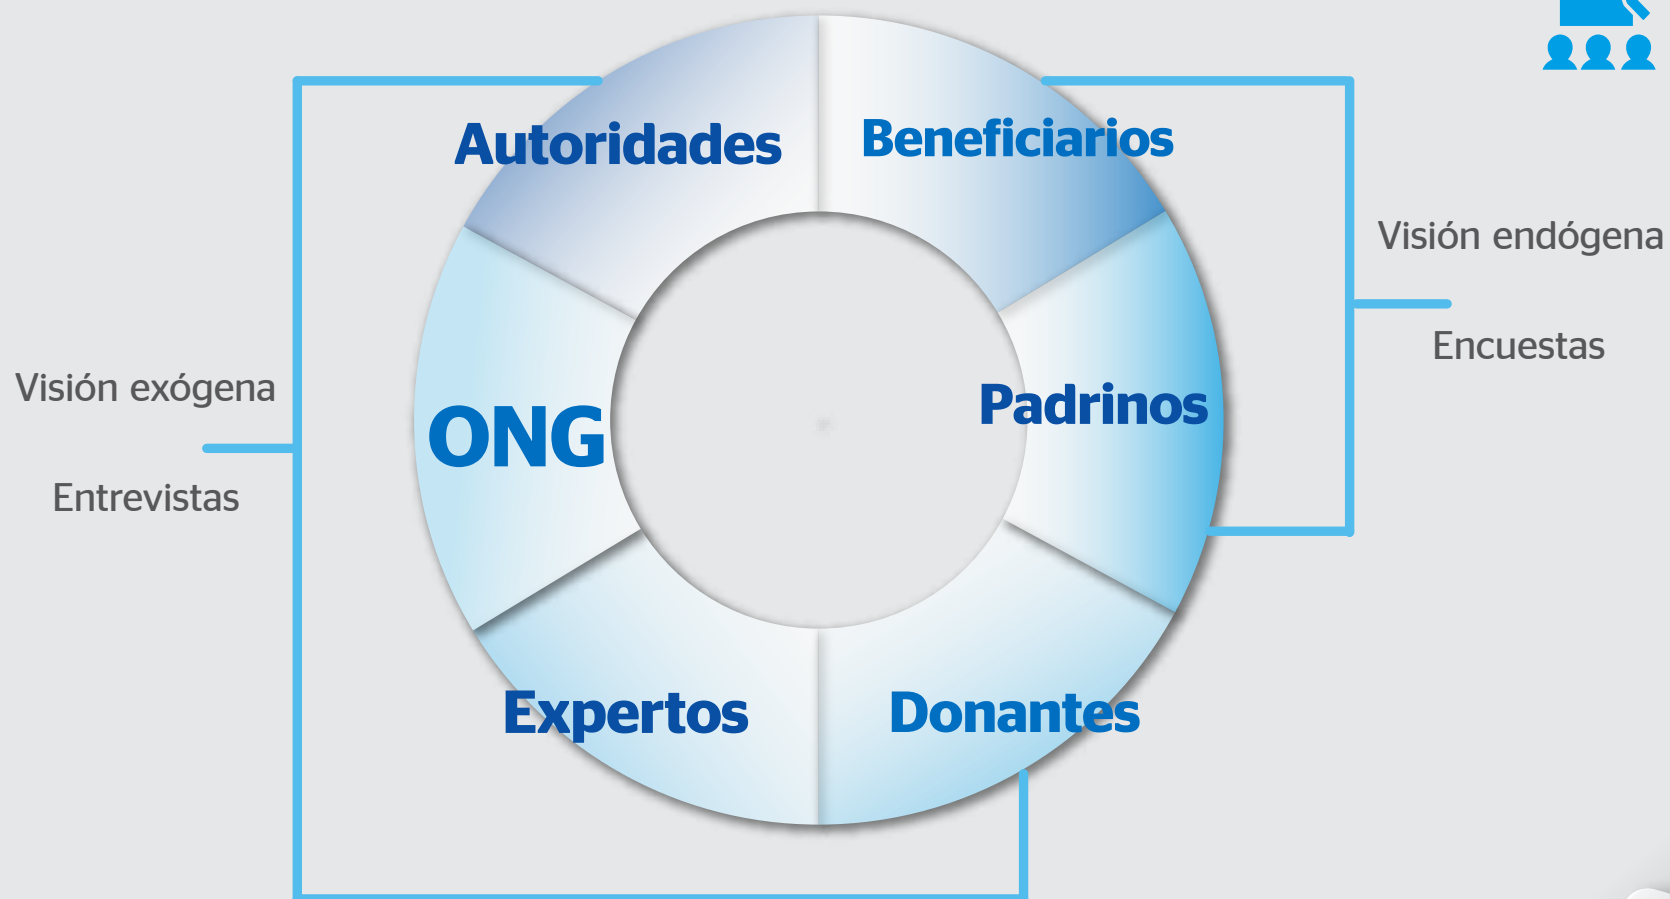 Autoridades
Beneficiarios
Visión endógena
Encuestas
Padrinos
Visión exógena
ONG
Entrevistas
Expertos
Donantes